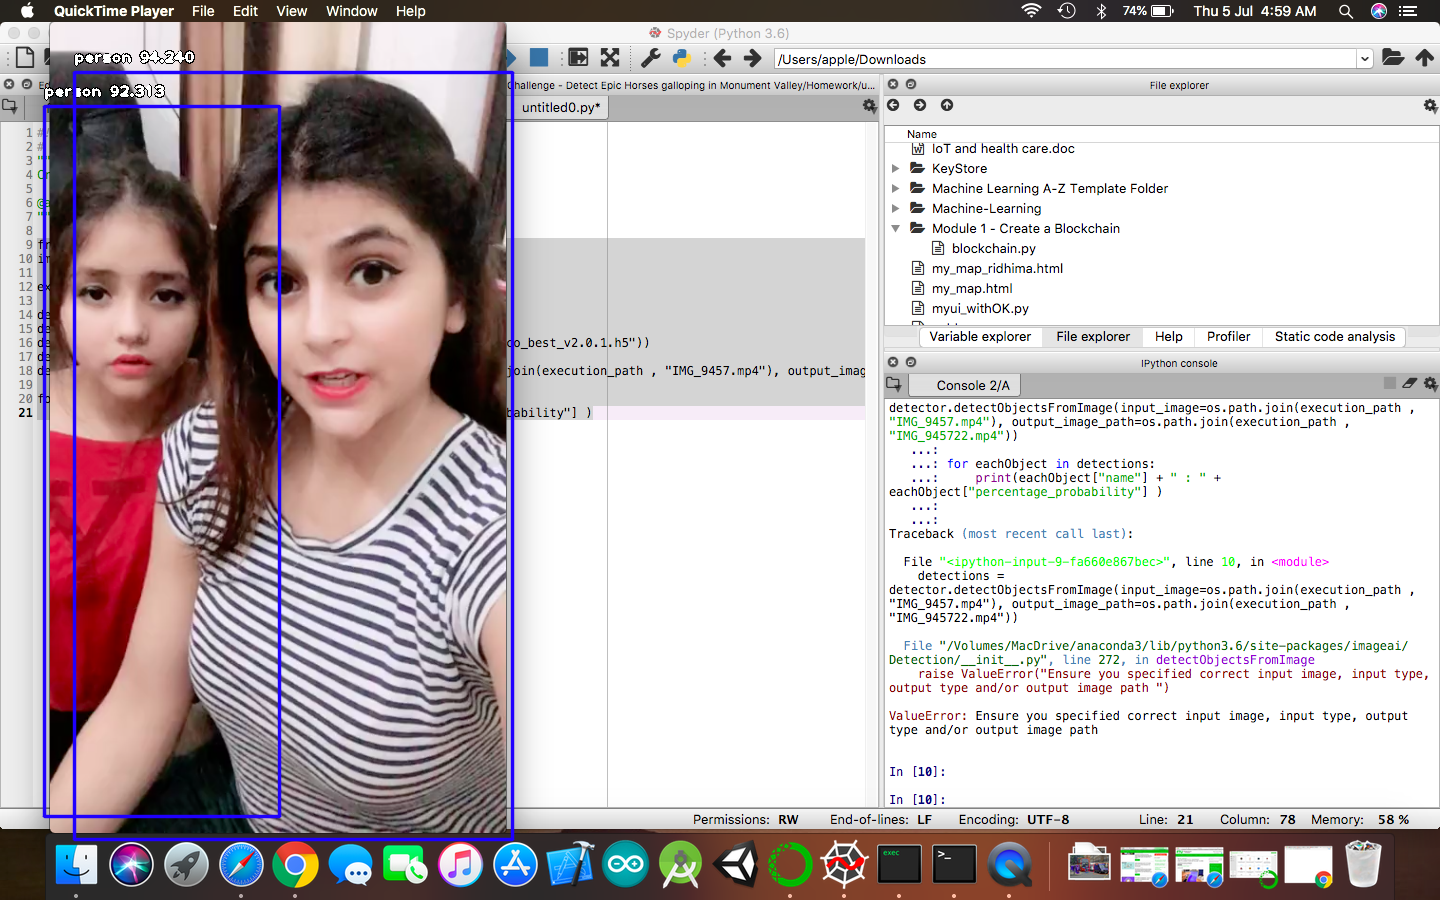 QuickTime Player File Edit View Window Help 74% Thu 5 Jul 4:59 AM
Spyder (Python 3.6)
/Users/apple/Downloads
person 94.240
person 92.313
Challenge - Detect Epic Horses galloping in Monument Valley/Homework/u...
untitled0.py*
1
2
3
4
5
6
7
8
9
10
11
12
13
14
15
16 co_best_v2.0.1.h5"))
17
18 join(execution_path , "IMG_9457.mp4"), output_imag
19
20
21 bability"] )
File explorer
Name
IoT and health care.doc
KeyStore
Machine Learning A-Z Template Folder
Machine-Learning
Module 1 - Create a Blockchain
blockchain.py
my_map_ridhima.html
my_map.html
myui_withOK.py
Variable explorer File explorer Help Profiler Static code analysis
IPython console
Console 2/A
detector.detectObjectsFromImage(input_image=os.path.join(execution_path ,
"IMG_9457.mp4"), output_image_path=os.path.join(execution_path ,
"IMG_945722.mp4"))
...:
...: for eachObject in detections:
...: print(eachObject["name"] + " : " +
eachObject["percentage_probability"] )
...:
...:
Traceback (most recent call last):
File "<ipython-input-9-fa660e867bec>", line 10, in <module>
detections =
detector.detectObjectsFromImage(input_image=os.path.join(execution_path ,
"IMG_9457.mp4"), output_image_path=os.path.join(execution_path ,
"IMG_945722.mp4"))
File "/Volumes/MacDrive/anaconda3/lib/python3.6/site-packages/imageai/
Detection/__init__.py", line 272, in detectObjectsFromImage
raise ValueError("Ensure you specified correct input image, input type,
output type and/or output image path ")
ValueError: Ensure you specified correct input image, input type, output
type and/or output image path
In [10]:
In [10]:
Permissions: RW End-of-lines: LF Encoding: UTF-8 Line: 21 Column: 78 Memory: 58 %
exec